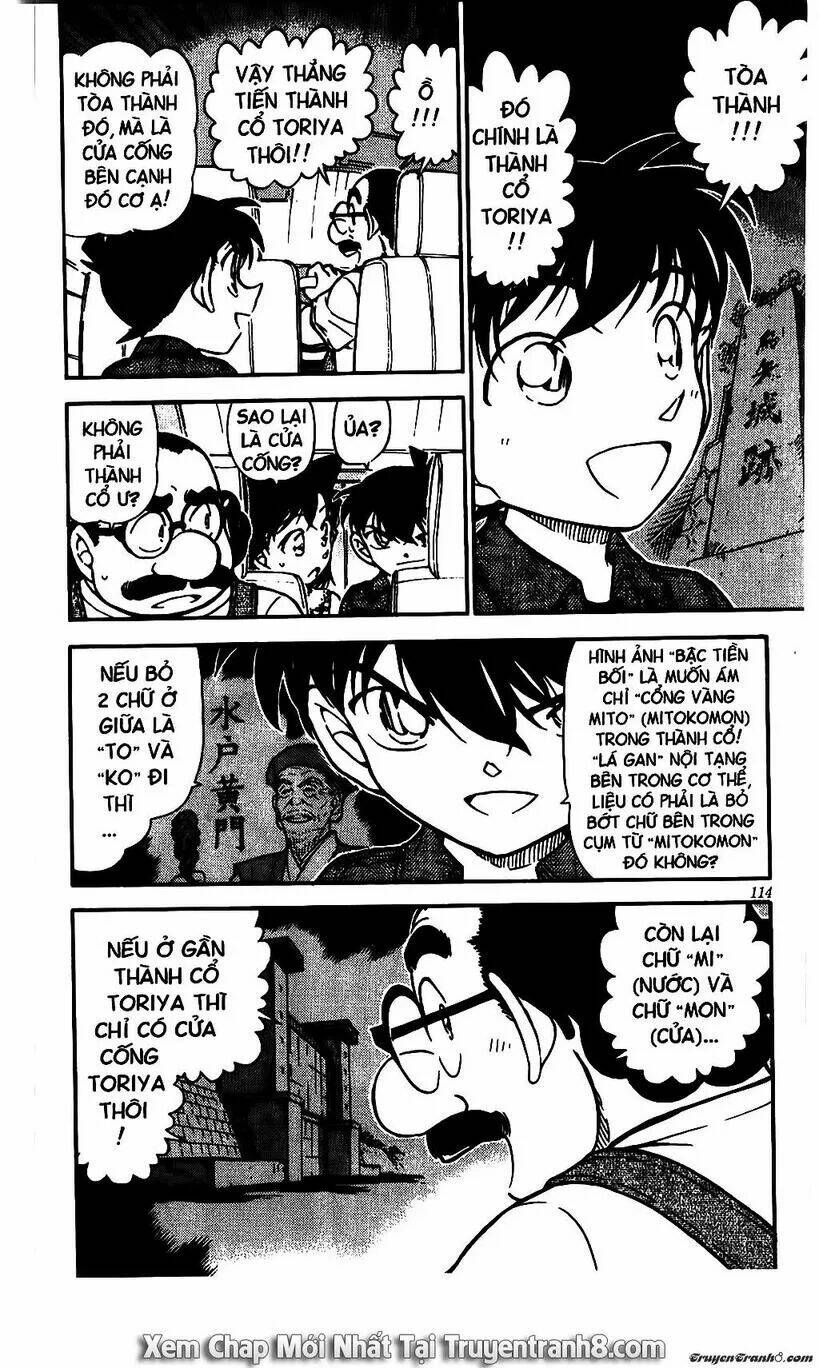 TÒA
THÀNH
!!!
ĐÓ
CHÍNH LÀ
THÀNH
CỔ
TORIYA
!!
城
跡
Ồ
!!!
VẬY THẲNG
TIẾN THÀNH
CỔ TORIYA
THÔI!!
KHÔNG PHẢI
TÒA THÀNH
ĐÓ, MÀ LÀ
CỬA CỐNG
BÊN CẠNH
ĐÓ CƠ Ạ!
ỦA?
SAO LẠI
LÀ CỬA
CỐNG?
KHÔNG
PHẢI
THÀNH
CỔ Ư?
HÌNH ẢNH "BẬC TIỀN
BỐI" LÀ MUỐN ÁM
CHỈ "CỔNG VÀNG
MITO" (MITOKOMON)
TRONG THÀNH CỔ!
"LÁ GAN" NỘI TẠNG
BÊN TRONG CƠ THỂ,
LIỆU CÓ PHẢI LÀ BỎ
BỚT CHỮ BÊN TRONG
CỤM TỪ "MITOKOMON"
ĐÓ KHÔNG?
水戸黄門
NẾU BỎ
2 CHỮ Ở
GIỮA LÀ
"TO" VÀ
"KO" ĐI
THÌ
...
114
CÒN LẠI
CHỮ "MI"
(NƯỚC) VÀ
CHỮ "MON"
(CỬA)...
NẾU Ở GẦN
THÀNH CỔ
TORIYA THÌ
CHỈ CÓ CỬA
CỐNG
TORIYA
THÔI
!
Xem Chap Mới Nhất Tại Truyentranh8.com
TruyenTranh8.com